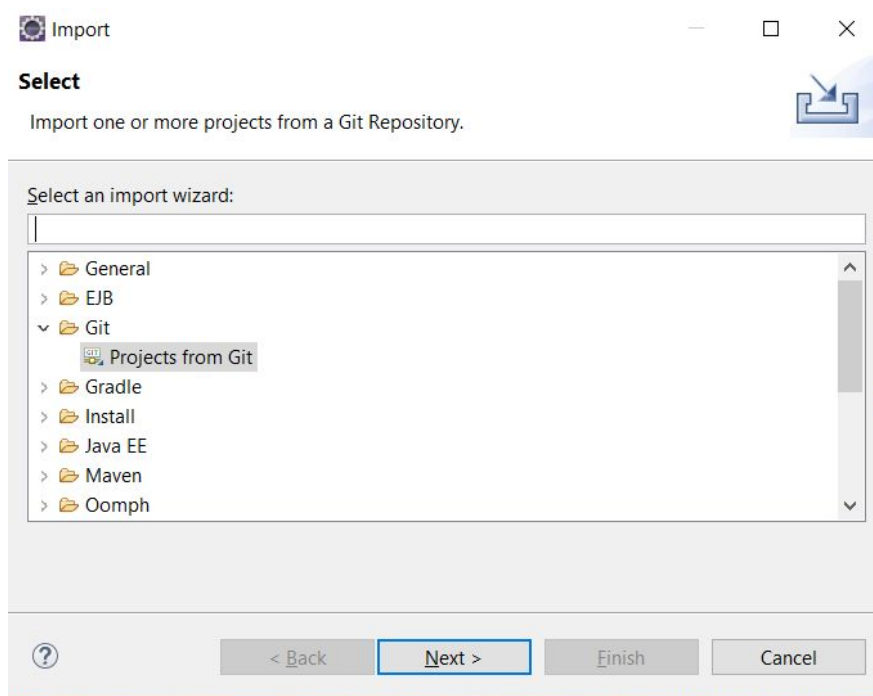 Import
Select
Import one or more projects from a Git Repository.
Select an import wizard:
General
EJB
Git
GIT Projects from Git
Gradle
Install
Java EE
Maven
Oomph
? < Back Next > Finish Cancel